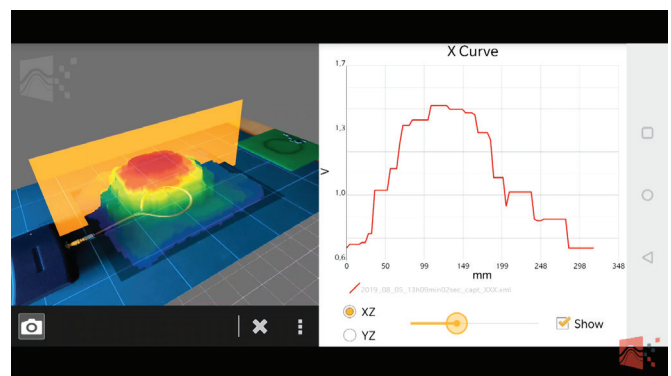 X Curve
1,7
1,3
1,0
0,6
V
0 50 99 149 199 248 298 348
mm
2019_08_05_13h00min02sec_capt_XXX.xml
XZ
YZ
Show